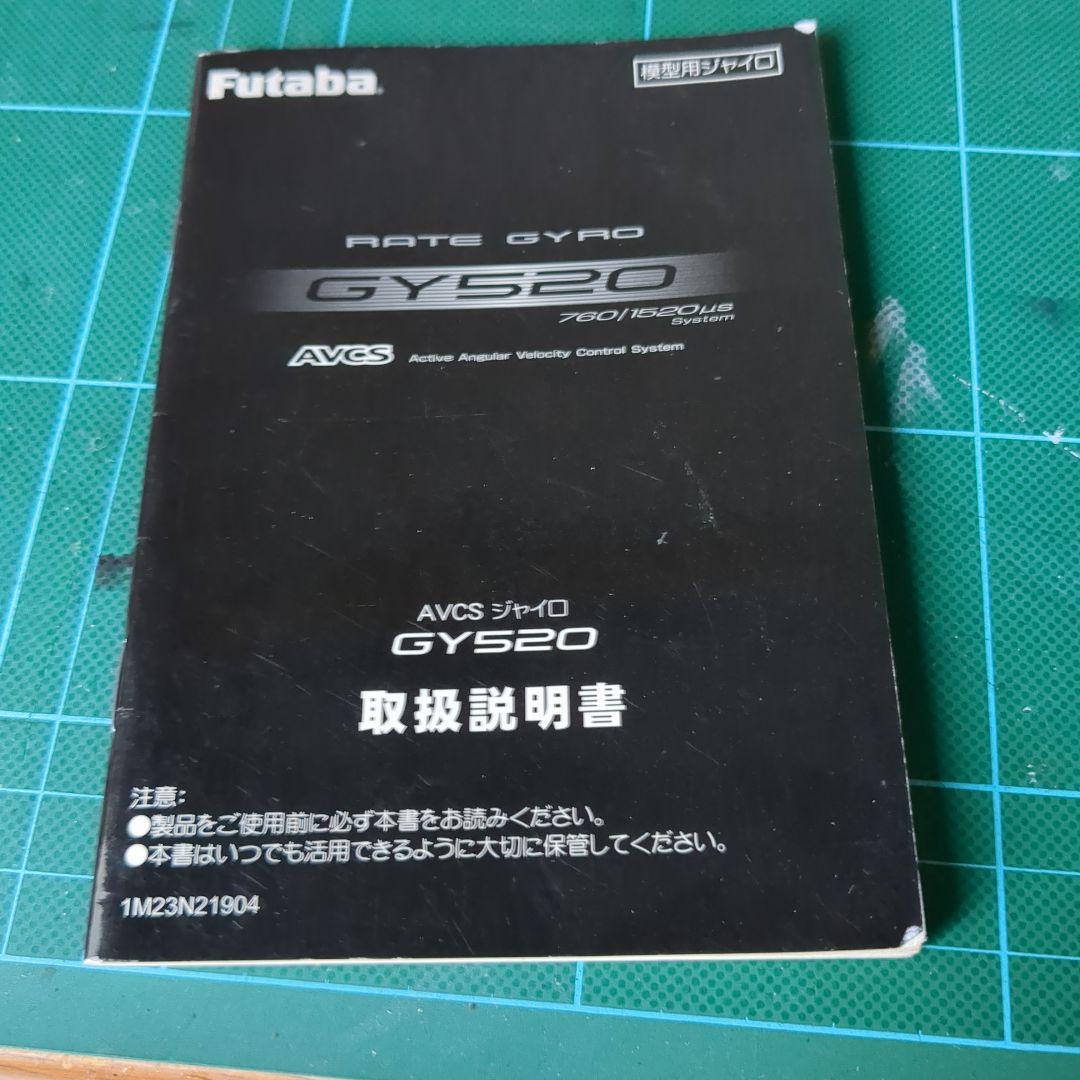 Futaba®
模型用ジャイロ
RATE GYRO
GY520
760/1520μs
System
AVCS Active Angular Velocity Control System
AVCS ジャイロ
GY520
取扱説明書
注意:
●製品をご使用前に必ず本書をお読みください。
●本書はいつでも活用できるように大切に保管してください。
1M23N21904